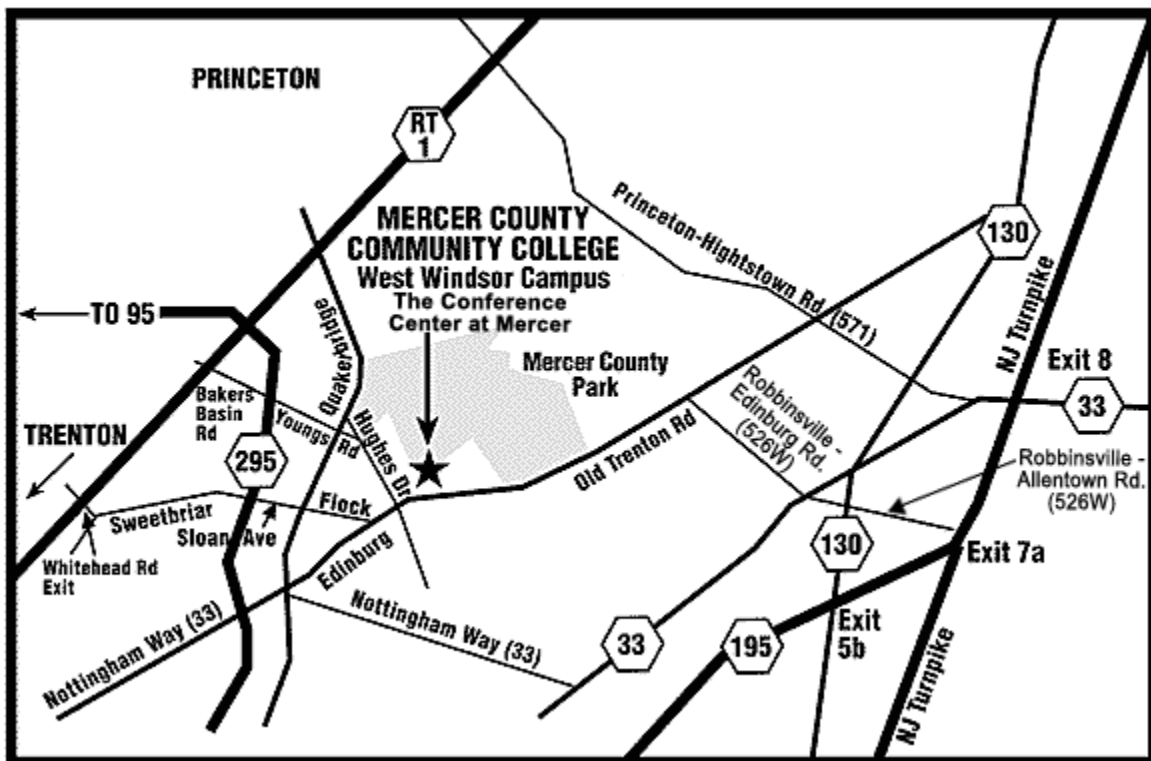 PRINCETON
RT
1
MERCER COUNTY
COMMUNITY COLLEGE
West Windsor Campus
The Conference
Center at Mercer
Princeton-Hightstown Rd (571)
130
NJ Turnpike
TO 95
Quakerbridge
Mercer County
Park
Exit 8
33
Bakers
Basin
Rd
Youngs Rd
Hughes Dr
TRENTON
295
Old Trenton Rd
Robbinsville -
Edinburg Rd.
(526W)
Robbinsville -
Allentown Rd.
(526W)
Sweetbriar
Flock
Sloan Ave
Whitehead Rd
Exit
Edinburg
130
Exit 7a
Nottingham Way (33)
Nottingham Way (33)
33
195
Exit
5b
NJ Turnpike